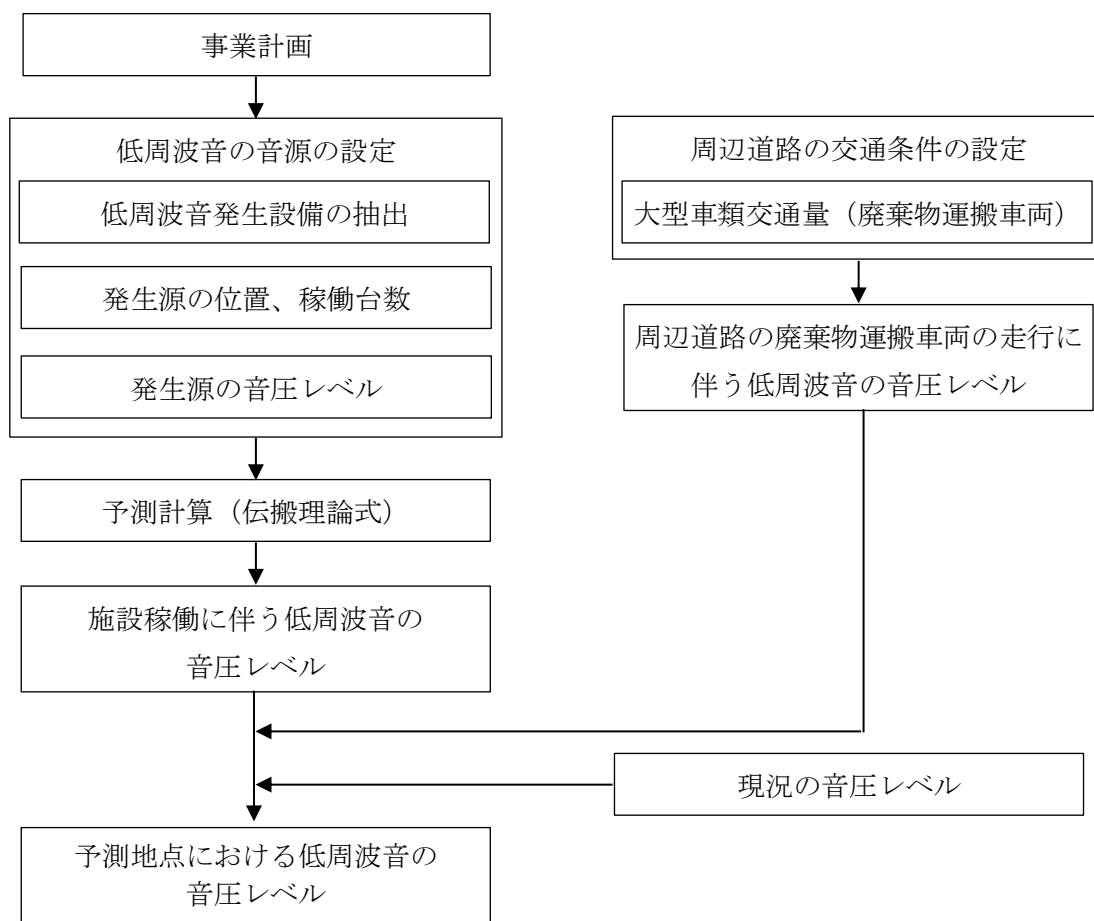 事業計画
低周波音の音源の設定
低周波音発生設備の抽出
発生源の位置、稼働台数
発生源の音圧レベル
予測計算（伝搬理論式）
施設稼働に伴う低周波音の
音圧レベル
周辺道路の交通条件の設定
大型車類交通量（廃棄物運搬車両）
周辺道路の廃棄物運搬車両の走行に
伴う低周波音の音圧レベル
現況の音圧レベル
予測地点における低周波音の
音圧レベル